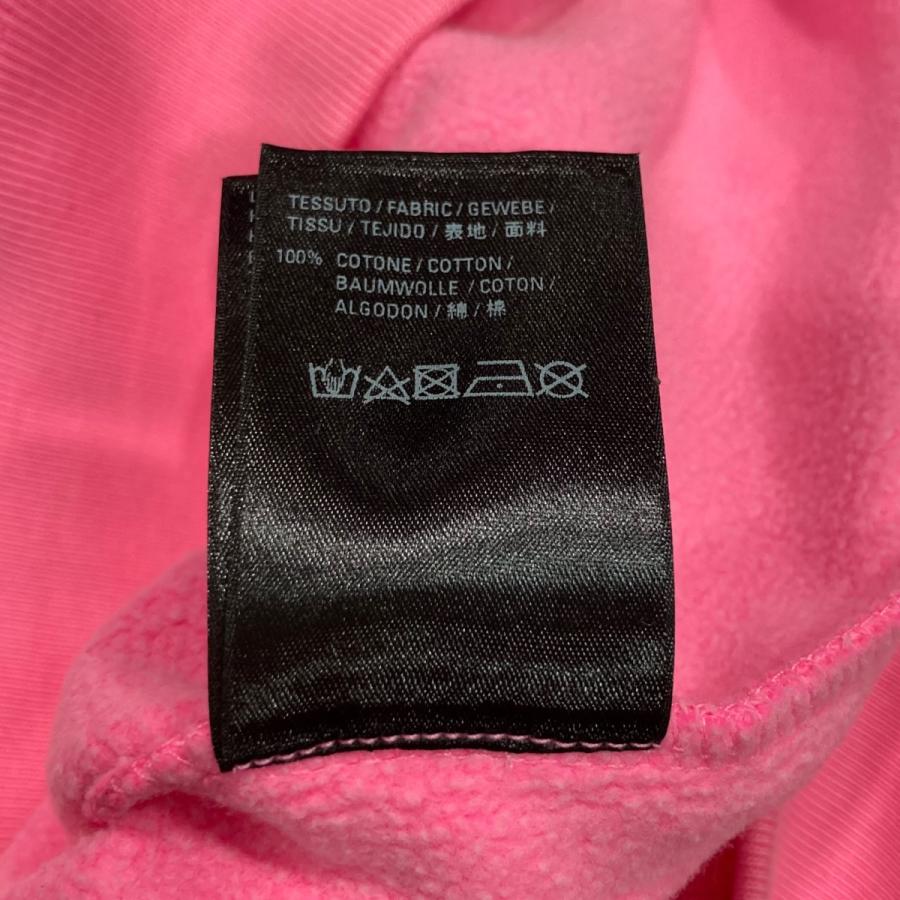 TESSUTO / FABRIC / GEWEBE /
TISSU / TEJIDO / 表地 / 面料
100% COTONE / COTTON /
BAUMWOLLE / COTON /
ALGODON / 綿 / 棉